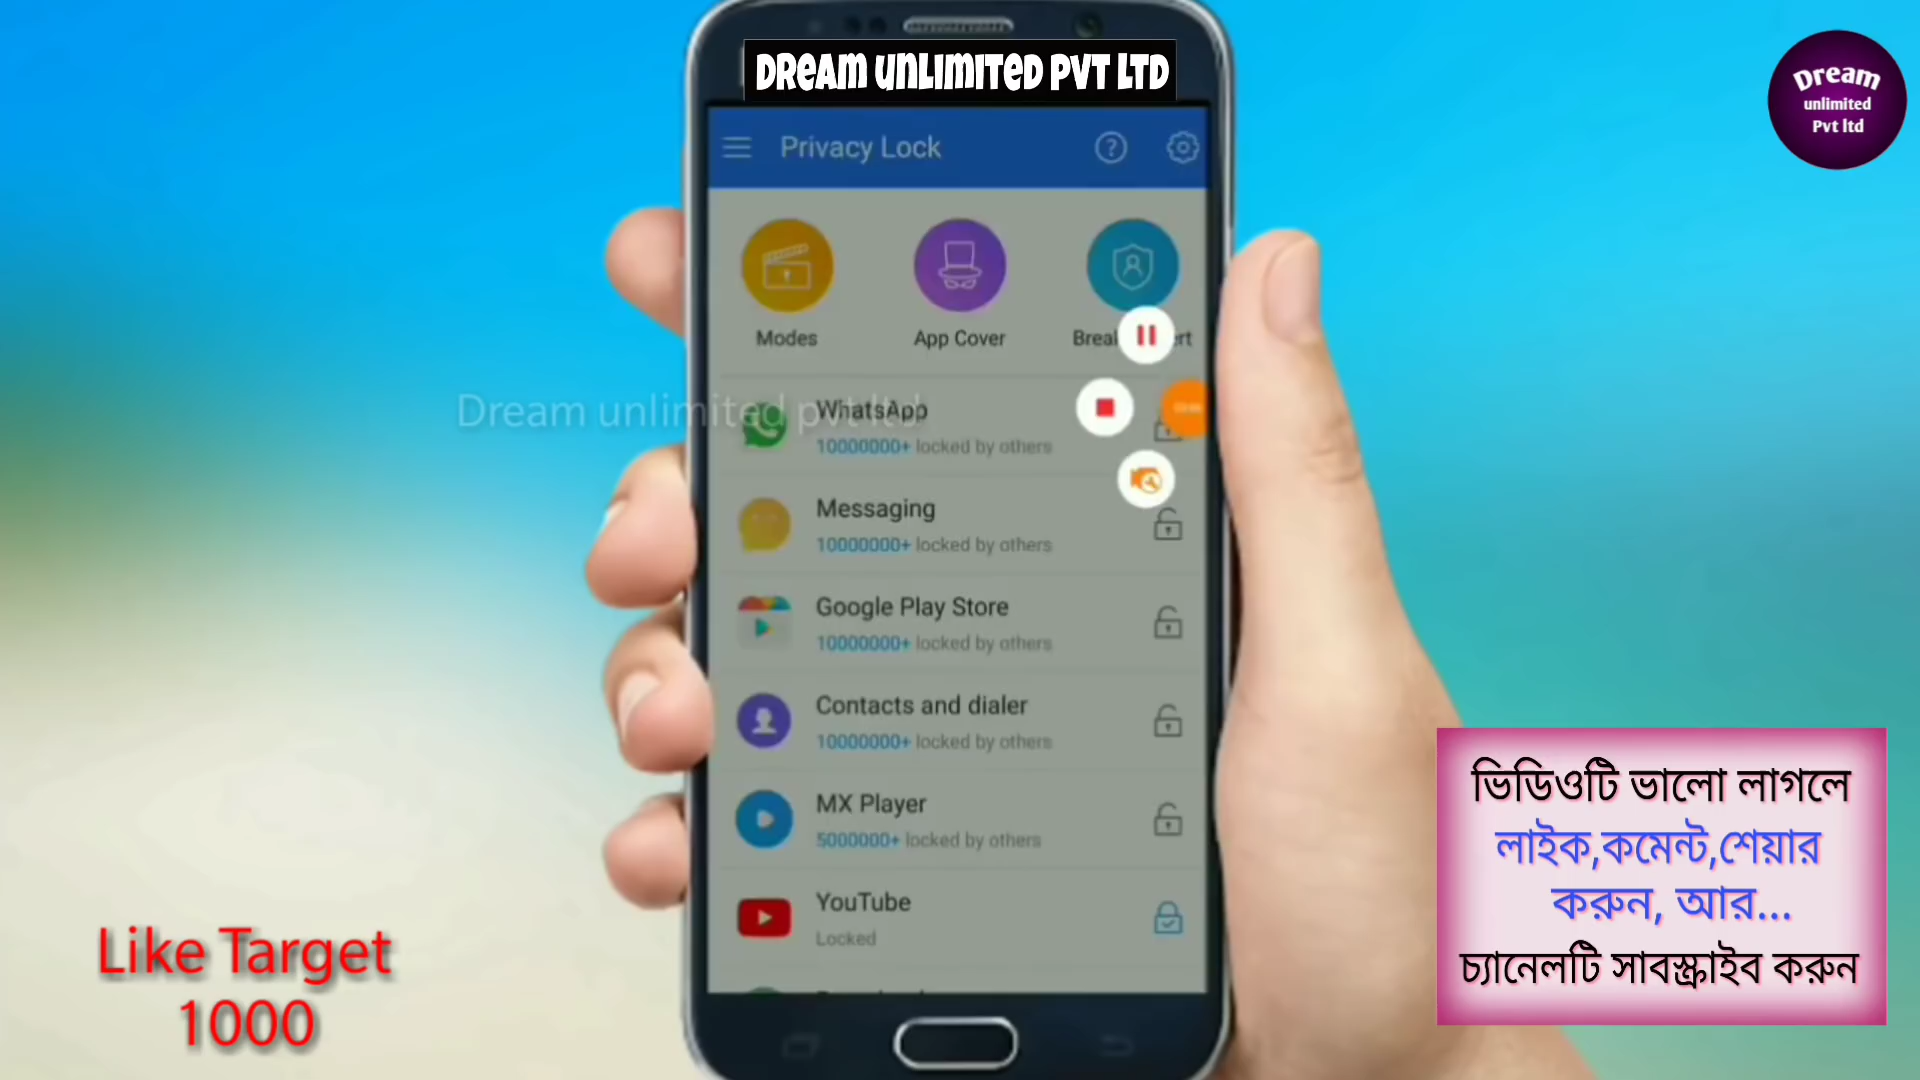 DREAM UNLIMITED PVT LTD
Dream
unlimited
Pvt ltd
Privacy Lock
Modes
App Cover
Dream unlimited pvt ltd
WhatsApp
10000000+ locked by others
Messaging
10000000+ locked by others
Google Play Store
10000000+ locked by others
Contacts and dialer
10000000+ locked by others
MX Player
5000000+ locked by others
YouTube
Locked
Like Target
1000
ভিডিওটি ভালো লাগলে
লাইক,কমেন্ট,শেয়ার
করুন, আর...
চ্যানেলটি সাবস্ক্রাইব করুন